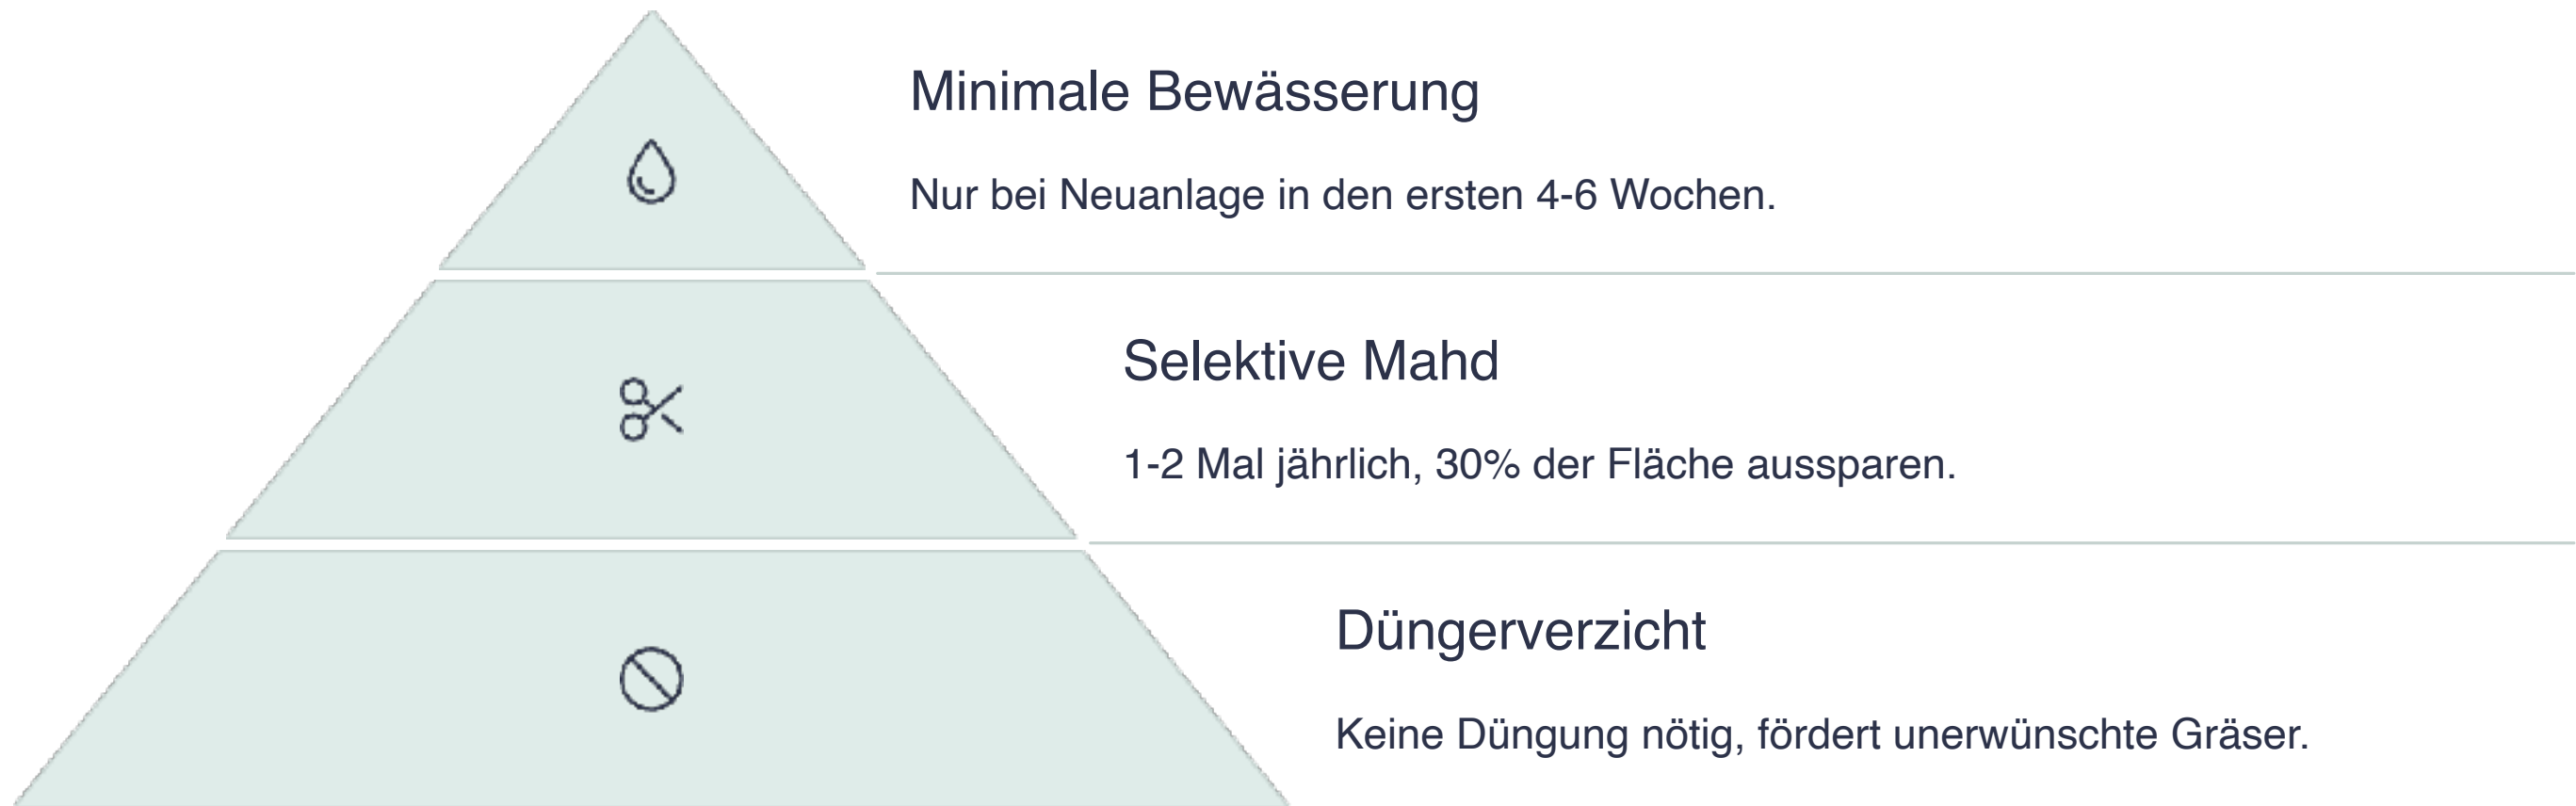 Minimale Bewässerung
Nur bei Neuanlage in den ersten 4-6 Wochen.
Selektive Mahd
1-2 Mal jährlich, 30% der Fläche aussparen.
Düngerverzicht
Keine Düngung nötig, fördert unerwünschte Gräser.